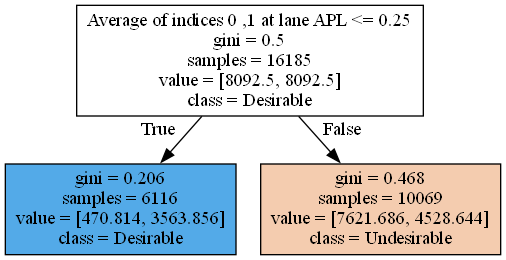 Average of indices 0 ,1 at lane APL <= 0.25
gini = 0.5
samples = 16185
value = [8092.5, 8092.5]
class = Desirable
True
False
gini = 0.206
samples = 6116
value = [470.814, 3563.856]
class = Desirable
gini = 0.468
samples = 10069
value = [7621.686, 4528.644]
class = Undesirable